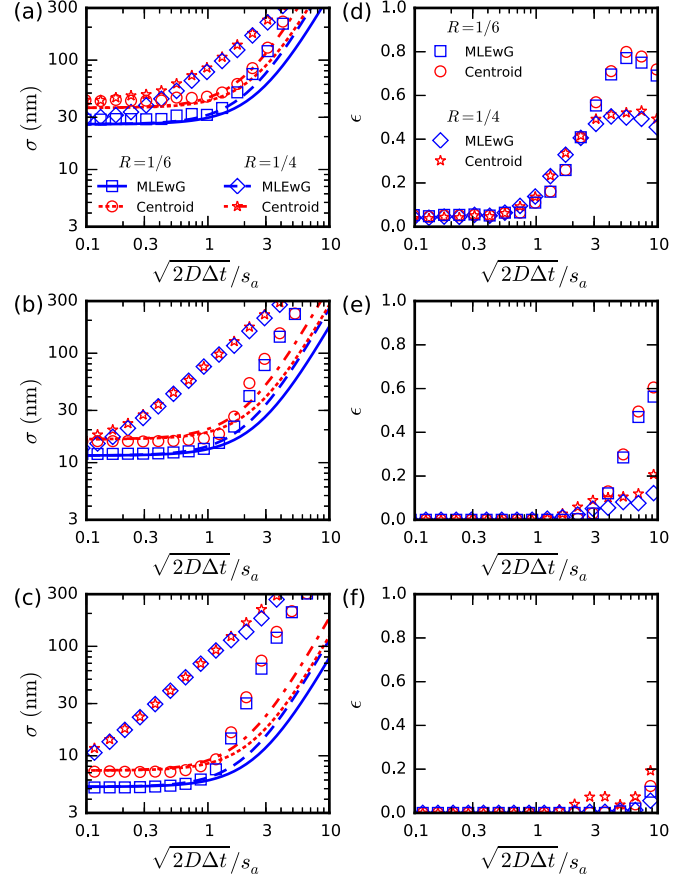 (a)
300
100
30
10
3
σ (nm)
R=1/6 R=1/4
MLEwG MLEwG
Centroid Centroid
0.1 0.3 1 3 10
√2DΔt/s_a
(d)
1.0
0.8
0.6
0.4
0.2
0.0
ϵ
R=1/6
MLEwG
Centroid
R=1/4
MLEwG
Centroid
0.1 0.3 1 3 10
√2DΔt/s_a
(b)
300
100
30
10
3
σ (nm)
0.1 0.3 1 3 10
√2DΔt/s_a
(e)
1.0
0.8
0.6
0.4
0.2
0.0
ϵ
0.1 0.3 1 3 10
√2DΔt/s_a
(c)
300
100
30
10
3
σ (nm)
0.1 0.3 1 3 10
√2DΔt/s_a
(f)
1.0
0.8
0.6
0.4
0.2
0.0
ϵ
0.1 0.3 1 3 10
√2DΔt/s_a